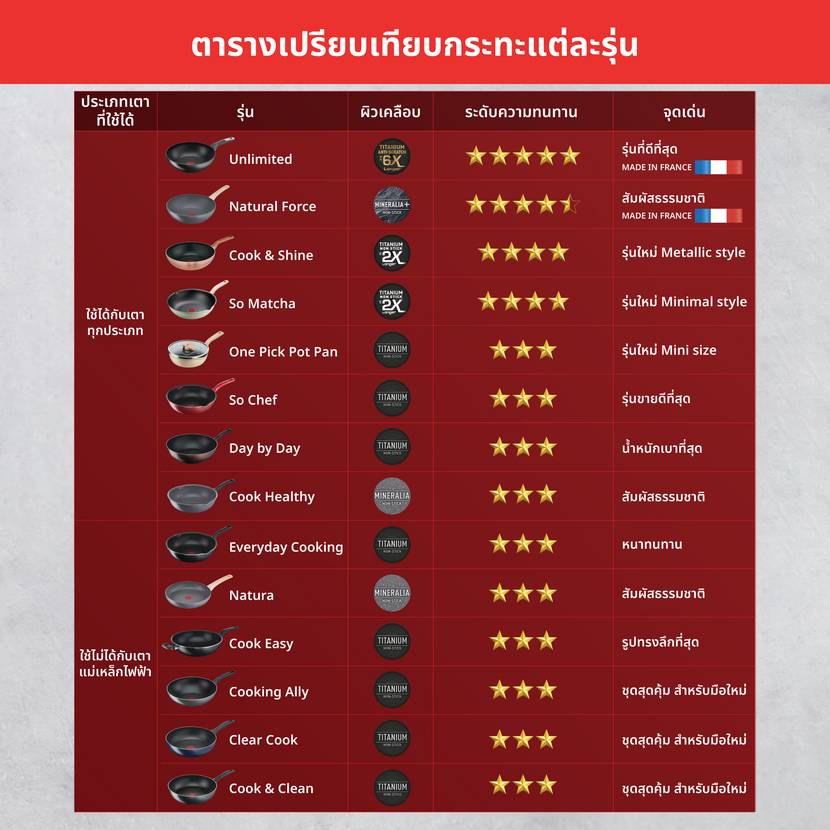 ตารางเปรียบเทียบกระทะแต่ละรุ่น
ประเภทเตา
ที่ใช้ได้
รุ่น
ผิวเคลือบ
ระดับความทนทาน
จุดเด่น
ใช้ได้กับเตา
ทุกประเภท
Unlimited
TITANIUM
ANTI-SCRATCH
6X
Longer
รุ่นที่ดีที่สุด
MADE IN FRANCE
Natural Force
MINERALIA+
NON-STICK
สัมผัสธรรมชาติ
MADE IN FRANCE
Cook & Shine
TITANIUM
NON STICK
2X
Longer
รุ่นใหม่ Metallic style
So Matcha
TITANIUM
NON STICK
2X
Longer
รุ่นใหม่ Minimal style
One Pick Pot Pan
TITANIUM
NON-STICK
รุ่นใหม่ Mini size
So Chef
TITANIUM
NON-STICK
รุ่นขายดีที่สุด
Day by Day
TITANIUM
NON-STICK
น้ำหนักเบาที่สุด
Cook Healthy
MINERALIA
NON-STICK
สัมผัสธรรมชาติ
ใช้ไม่ได้กับเตา
แม่เหล็กไฟฟ้า
Everyday Cooking
TITANIUM
NON-STICK
หนาทนทาน
Natura
MINERALIA
NON-STICK
สัมผัสธรรมชาติ
Cook Easy
TITANIUM
NON-STICK
รูปทรงลึกที่สุด
Cooking Ally
TITANIUM
NON-STICK
ชุดสุดคุ้ม สำหรับมือใหม่
Clear Cook
TITANIUM
NON-STICK
ชุดสุดคุ้ม สำหรับมือใหม่
Cook & Clean
TITANIUM
NON-STICK
ชุดสุดคุ้ม สำหรับมือใหม่